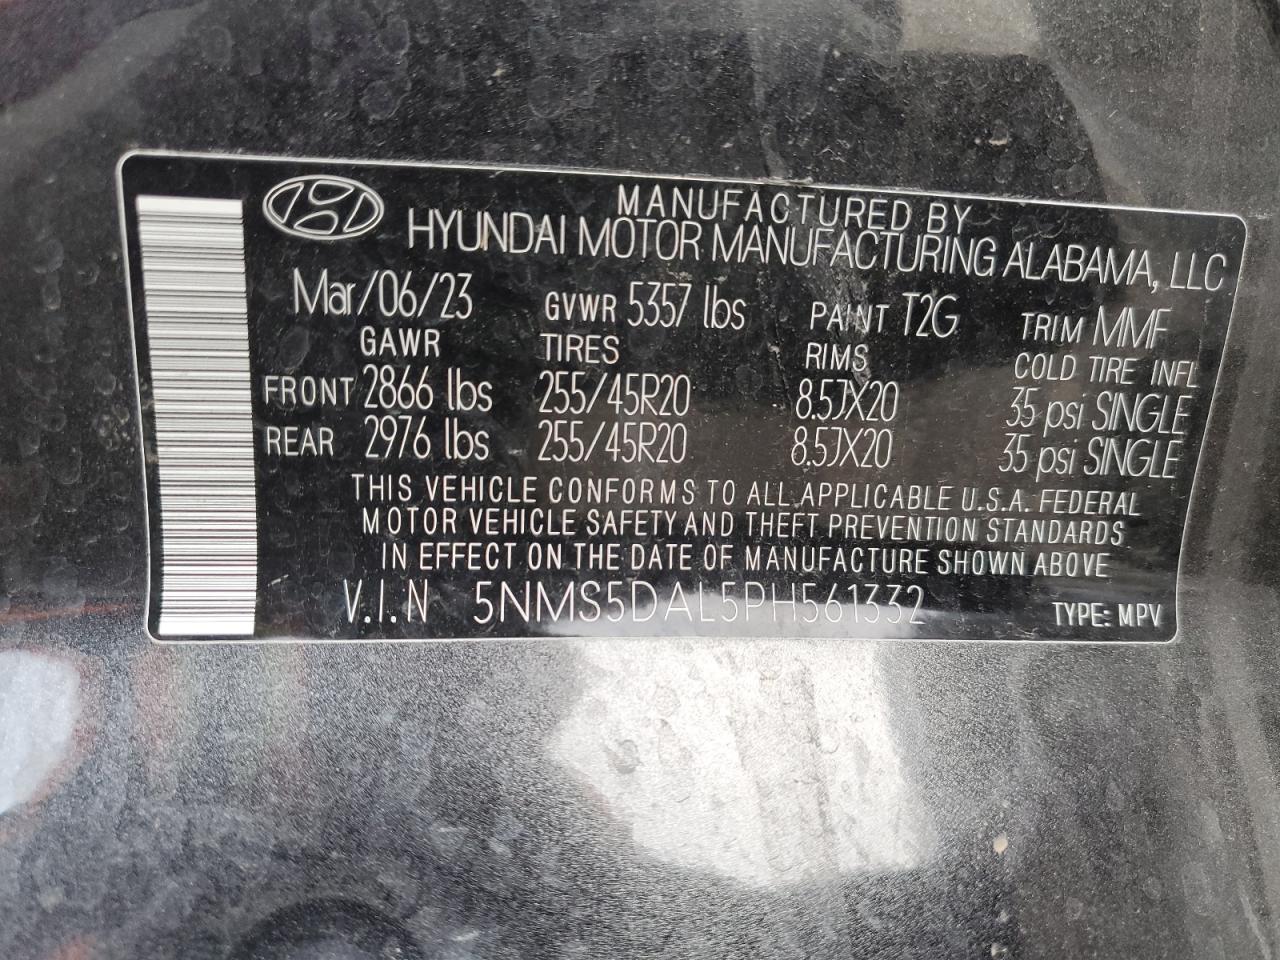 MANUFACTURED BY
HYUNDAI MOTOR MANUFACTURING ALABAMA, LLC
Mar/06/23 GVWR 5357 lbs PAINT T2G TRIM MMF
GAWR TIRES RIMS COLD TIRE INFL
FRONT 2866 lbs 255/45R20 8.5JX20 35 psi SINGLE
REAR 2976 lbs 255/45R20 8.5JX20 35 psi SINGLE
THIS VEHICLE CONFORMS TO ALL APPLICABLE U.S.A. FEDERAL
MOTOR VEHICLE SAFETY AND THEFT PREVENTION STANDARDS
IN EFFECT ON THE DATE OF MANUFACTURE SHOWN ABOVE
V.I.N 5NMS5DAL5PH561332 TYPE: MPV